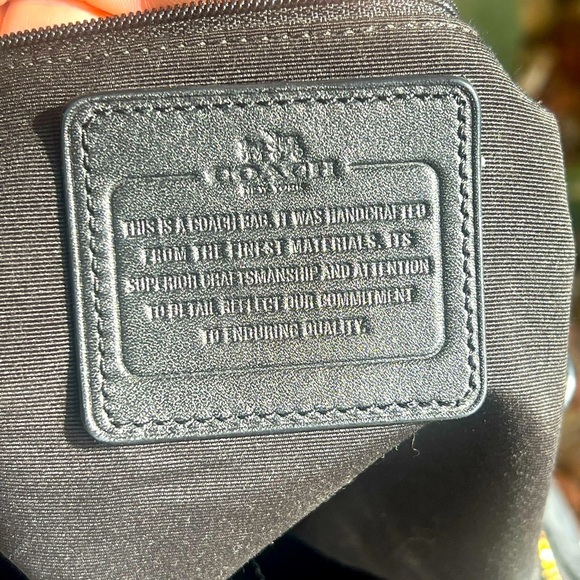 COACH
NEW YORK
THIS IS A COACH BAG. IT WAS HANDCRAFTED
FROM THE FINEST MATERIALS. ITS
SUPERIOR CRAFTSMANSHIP AND ATTENTION
TO DETAIL REFLECT OUR COMMITMENT
TO ENDURING QUALITY.